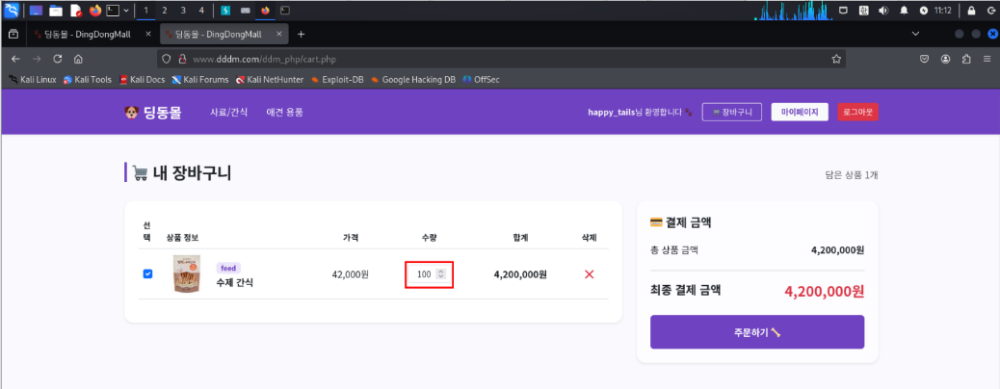 1 2 3 4 11:12
딩동몰 - DingDongMall × 딩동몰 - DingDongMall × +
www.dddm.com/ddm_php/cart.php
Kali Linux Kali Tools Kali Docs Kali Forums Kali NetHunter Exploit-DB Google Hacking DB OffSec
딩동몰 사료/간식 애견 용품 happy_tails님 환영합니다 장바구니 마이페이지 로그아웃
내 장바구니 담은 상품 1개
선택 상품 정보 가격 수량 합계 삭제
feed
수제 간식 42,000원 100 4,200,000원
결제 금액
총 상품 금액 4,200,000원
최종 결제 금액 4,200,000원
주문하기